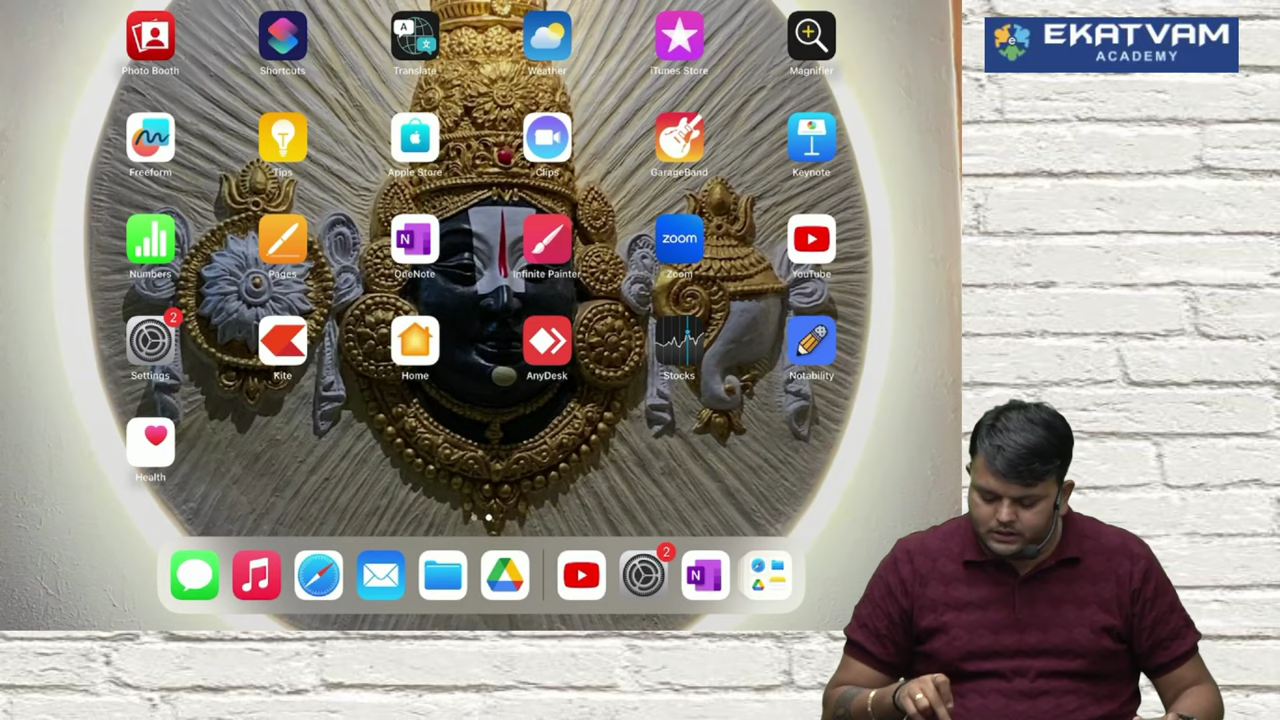 EKATVAM
ACADEMY
Photo Booth
Shortcuts
Translate
Weather
iTunes Store
Magnifier
Freeform
Tips
Apple Store
Clips
GarageBand
Keynote
Numbers
Pages
OneNote
Infinite Painter
zoom
Zoom
YouTube
2
Settings
Kite
Home
AnyDesk
Stocks
Notability
Health
2